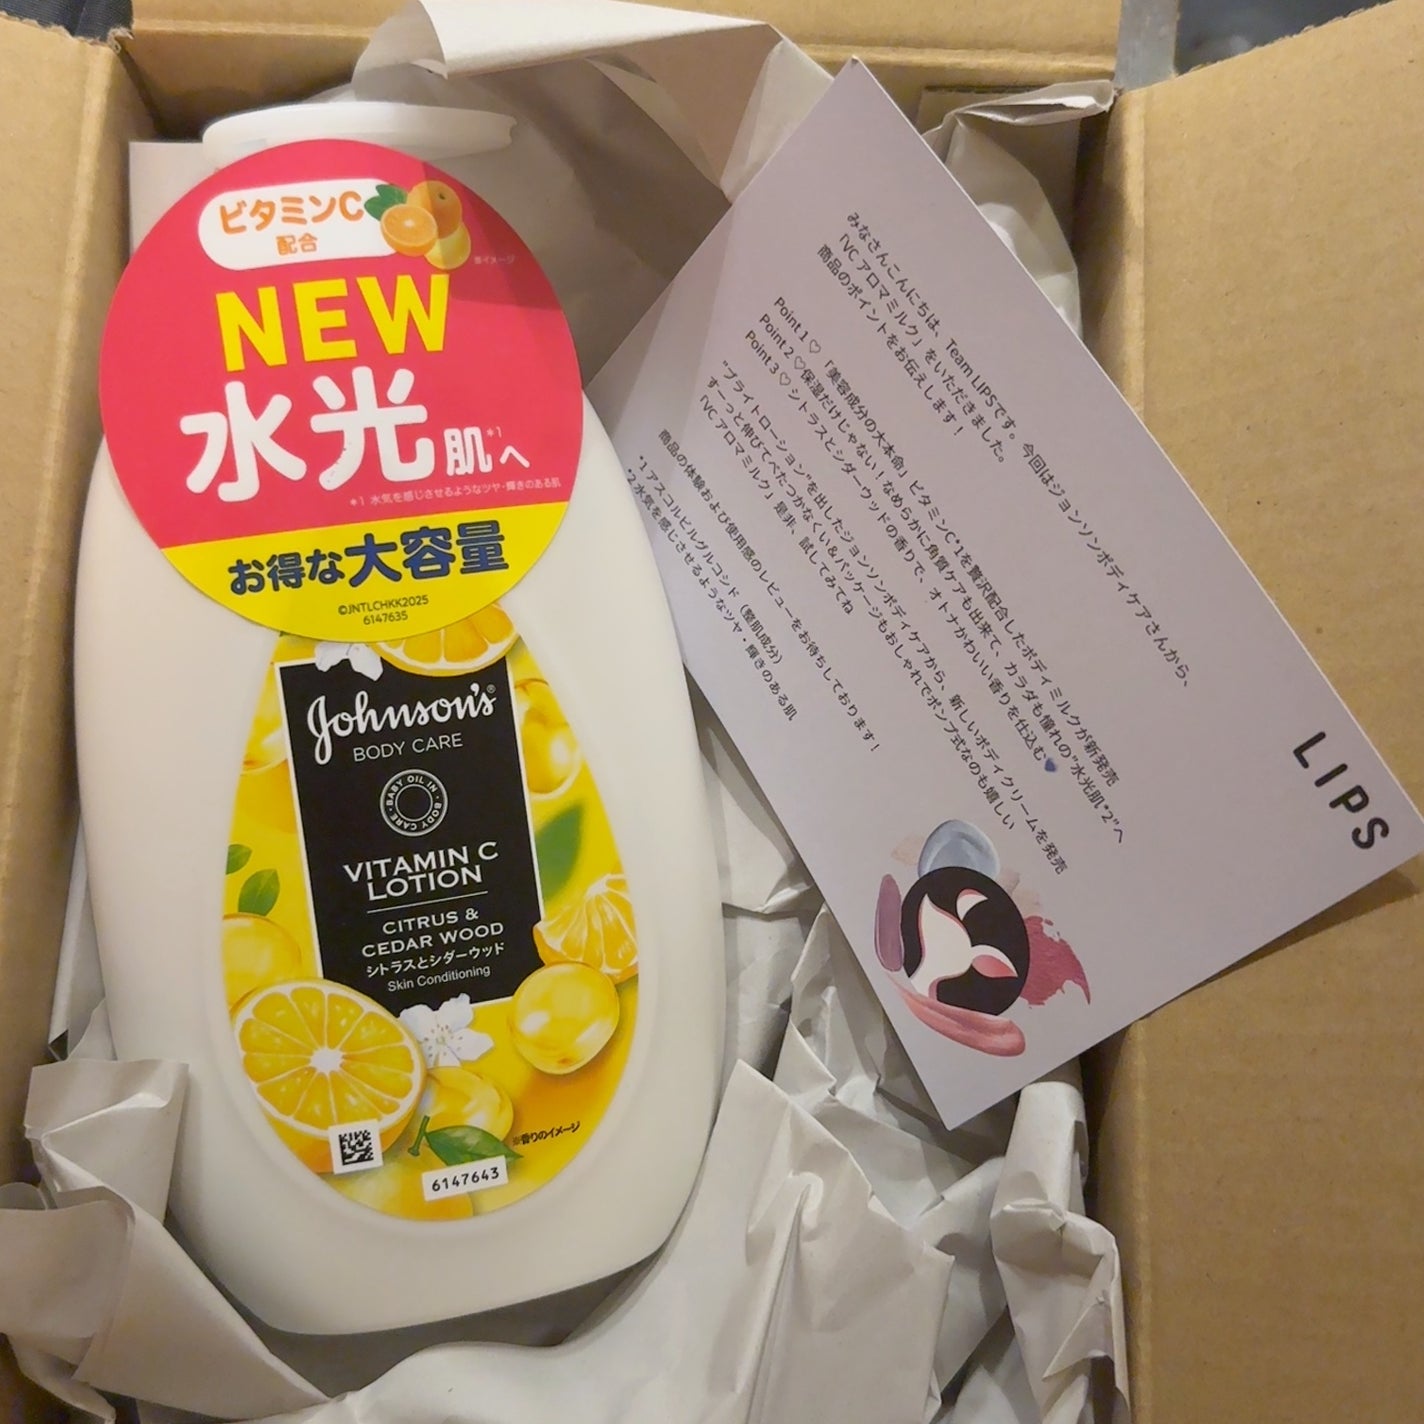 ビタミンC
配合
※イメージ
NEW
水光肌*1へ
*1 水気を感じさせるようなツヤ・輝きのある肌
お得な大容量
©JNTLCHKK2025
6147635
Johnson's®
BODY CARE
BABY OIL IN · BODY CARE ·
VITAMIN C
LOTION
CITRUS &
CEDAR WOOD
シトラスとシダーウッド
Skin Conditioning
※香りのイメージ
6147643
LIPS
みなさんこんにちは、Team LIPSです。今回はジョンソンボディケアさんから、
「VC アロマミルク」をいただきました。
商品のポイントをお伝えします！
Point 1 ♡ 「美容成分の大本命」ビタミンC*1を贅沢配合したボディミルクが新発売
Point 2 ♡保湿だけじゃない！なめらかに角質ケアも出来て、カラダも憧れの"水光肌*2"へ
Point 3 ♡ シトラスとシダーウッドの香りで、オトナかわいい香りを仕込む♥
"ブライトローション"を出したジョンソンボディケアから、新しいボディクリームを発売
すーっと伸びてべたつかなくい＆パッケージもおしゃれでポンプ式なのも嬉しい
「VC アロマミルク」是非、試してみてね
商品の体験および使用感のレビューをお待ちしております！
*1 アスコルビルグルコシド（整肌成分）
*2 水気を感じさせるようなツヤ・輝きのある肌